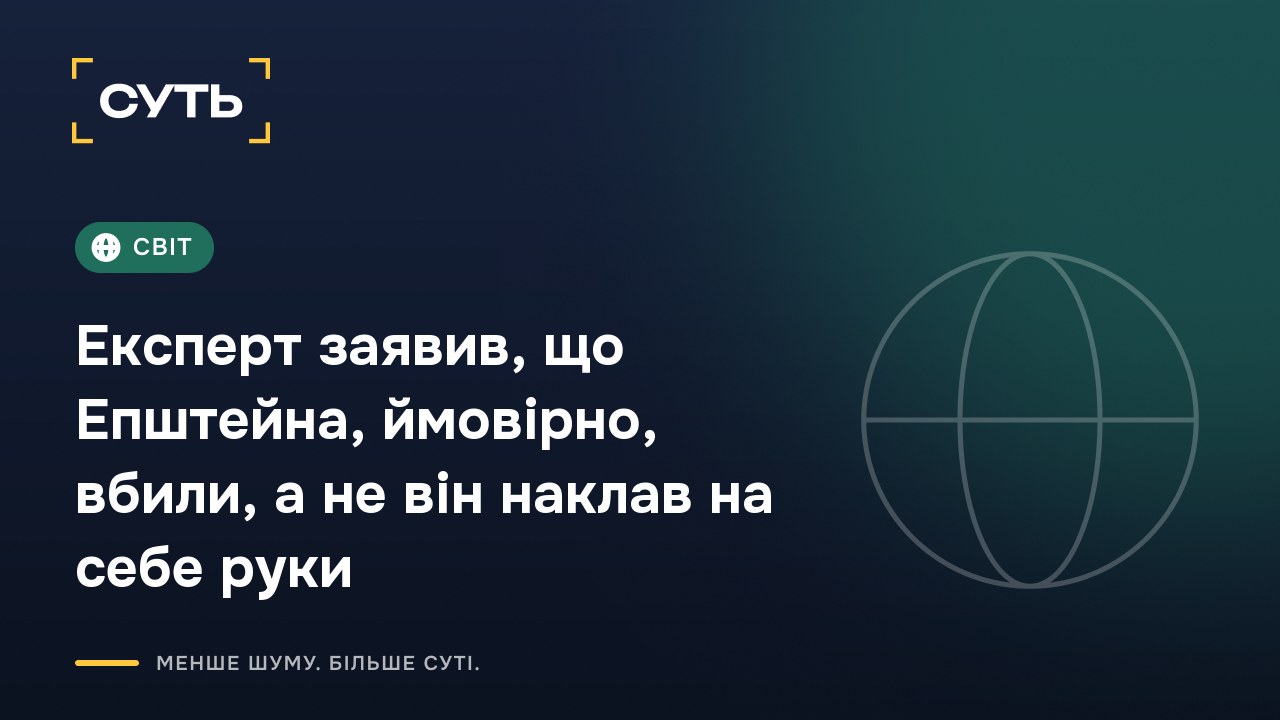 СУТЬ
СВІТ
Експерт заявив, що
Епштейна, ймовірно,
вбили, а не він наклав на
себе руки
МЕНШЕ ШУМУ. БІЛЬШЕ СУТІ.